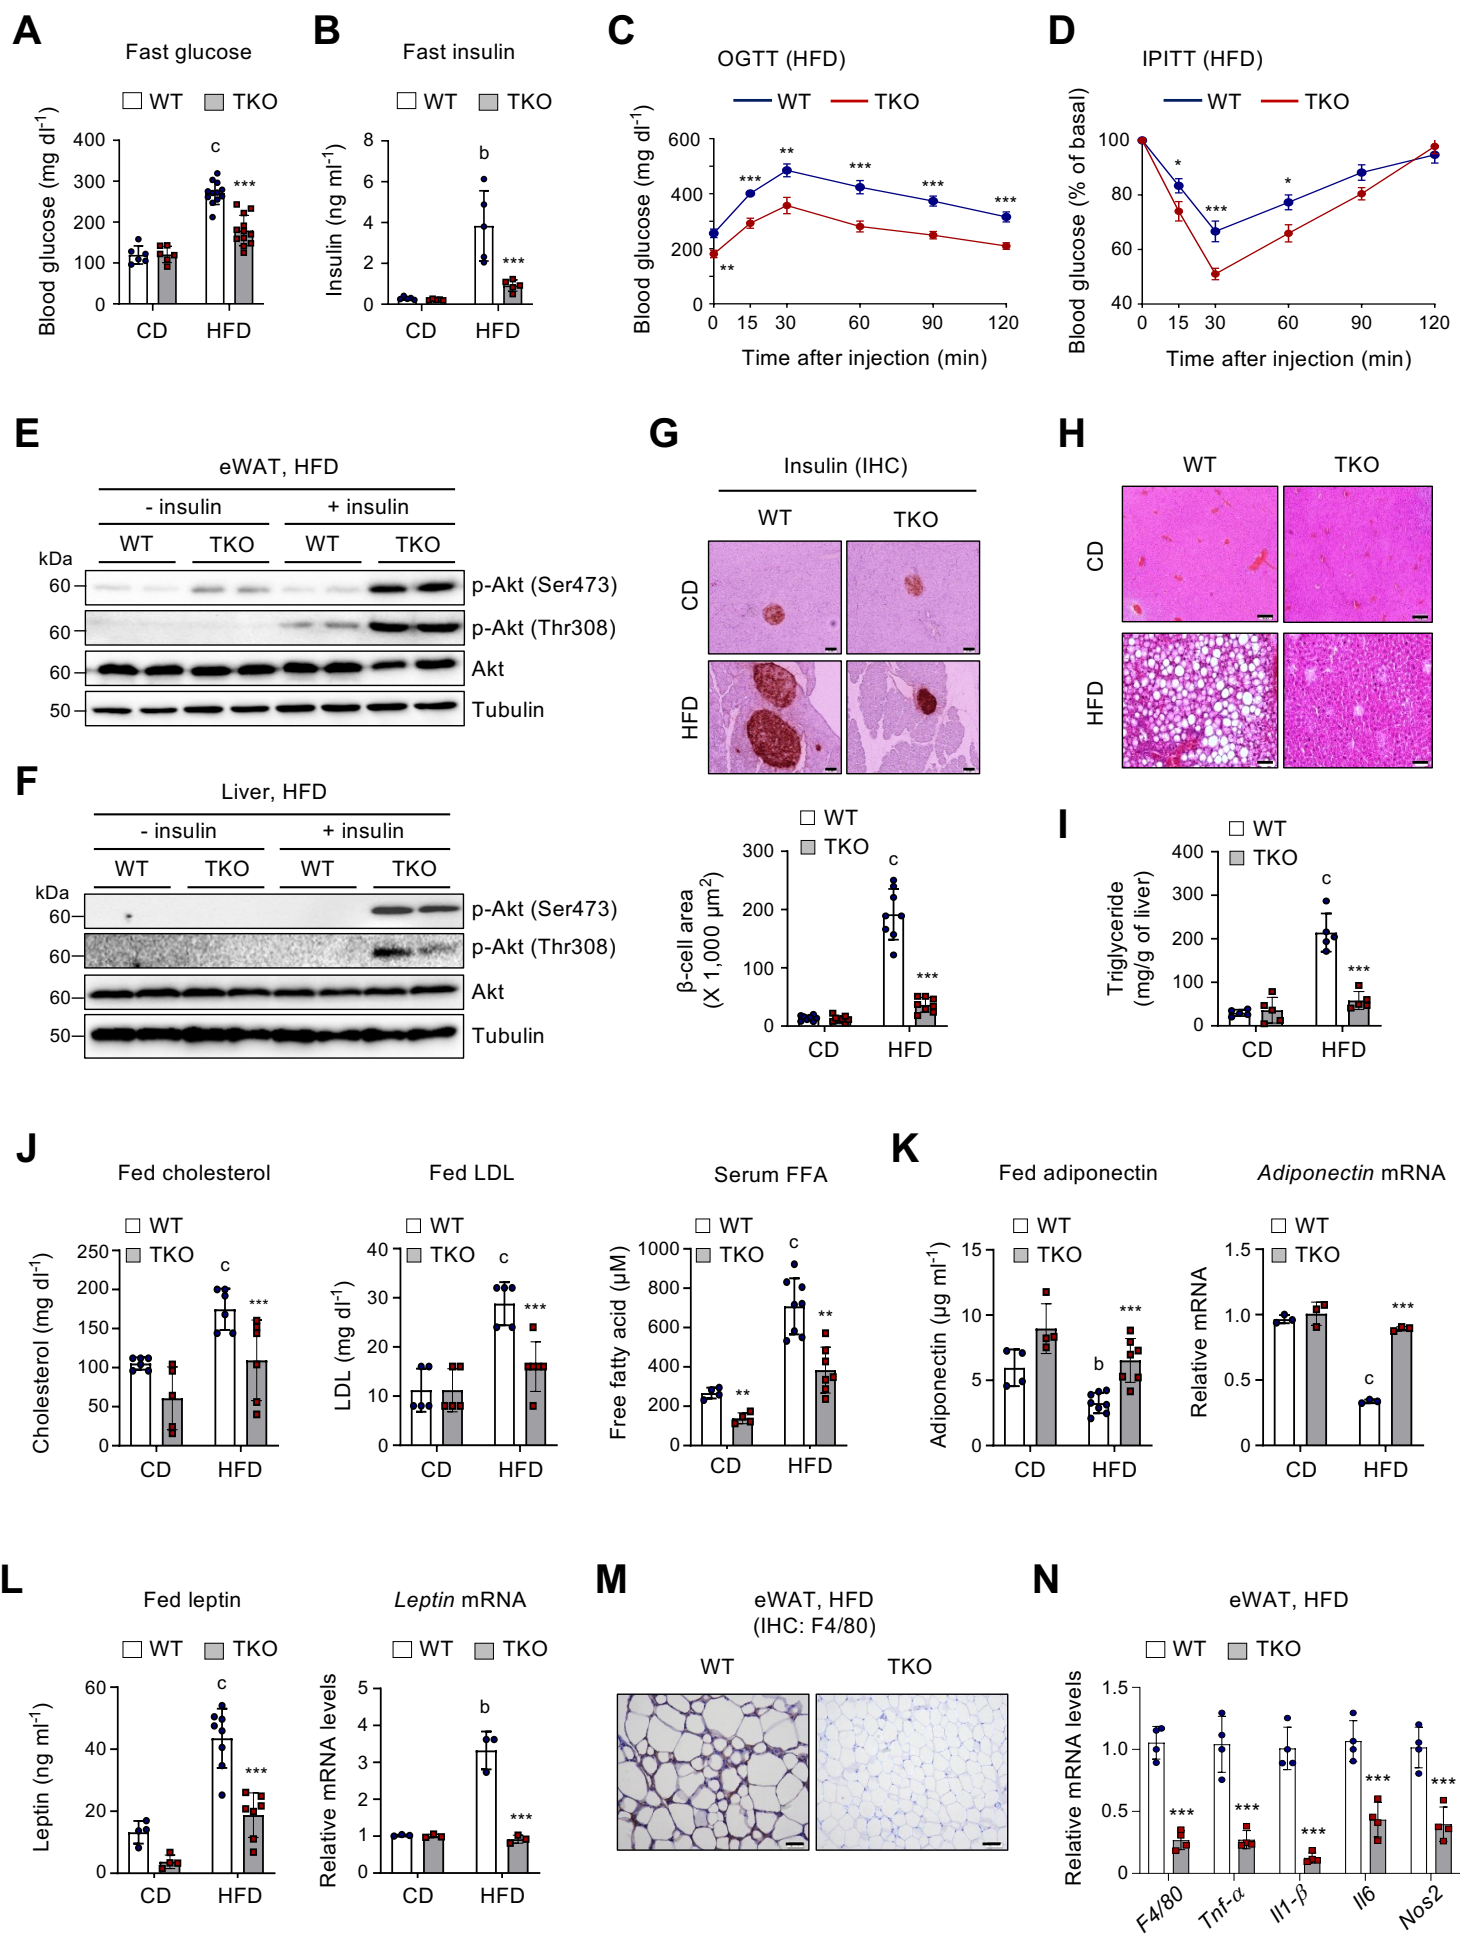 A
Fast glucose
WT TKO
Blood glucose (mg dl-1)
400
300
200
100
0
c
***
CD HFD
B
Fast insulin
WT TKO
Insulin (ng ml-1)
8
6
4
2
0
b
***
CD HFD
C
OGTT (HFD)
WT TKO
Blood glucose (mg dl-1)
600
400
200
0
**
***
**
***
***
***
0 15 30 60 90 120
Time after injection (min)
D
IPITT (HFD)
WT TKO
Blood glucose (% of basal)
100
80
60
40
*
***
*
0 15 30 60 90 120
Time after injection (min)
E
eWAT, HFD
- insulin + insulin
WT TKO WT TKO
kDa
60 p-Akt (Ser473)
60 p-Akt (Thr308)
60 Akt
50 Tubulin
F
Liver, HFD
- insulin + insulin
WT TKO WT TKO
kDa
60 p-Akt (Ser473)
60 p-Akt (Thr308)
60 Akt
50 Tubulin
G
Insulin (IHC)
WT TKO
CD
HFD
WT
TKO
β-cell area
(X 1,000 µm2)
300
200
100
0
c
***
CD HFD
H
WT TKO
CD
HFD
I
WT
TKO
Triglyceride
(mg/g of liver)
400
300
200
100
0
c
***
CD HFD
J
Fed cholesterol
WT
TKO
Cholesterol (mg dl-1)
250
200
150
100
50
0
c
***
CD HFD
Fed LDL
WT
TKO
LDL (mg dl-1)
40
30
20
10
0
c
***
CD HFD
Serum FFA
WT
TKO
Free fatty acid (µM)
1000
800
600
400
200
0
**
c
**
CD HFD
K
Fed adiponectin
WT
TKO
Adiponectin (µg ml-1)
15
10
5
0
b
***
CD HFD
Adiponectin mRNA
WT
TKO
Relative mRNA
1.5
1.0
0.5
0
c
***
CD HFD
L
Fed leptin
WT TKO
Leptin (ng ml-1)
60
40
20
0
c
***
CD HFD
Leptin mRNA
WT TKO
Relative mRNA levels
5
4
3
2
1
0
b
***
CD HFD
M
eWAT, HFD
(IHC: F4/80)
WT TKO
N
eWAT, HFD
WT TKO
Relative mRNA levels
1.5
1.0
0.5
0
***
***
***
***
***
F4/80 Tnf-α Il1-β Il6 Nos2